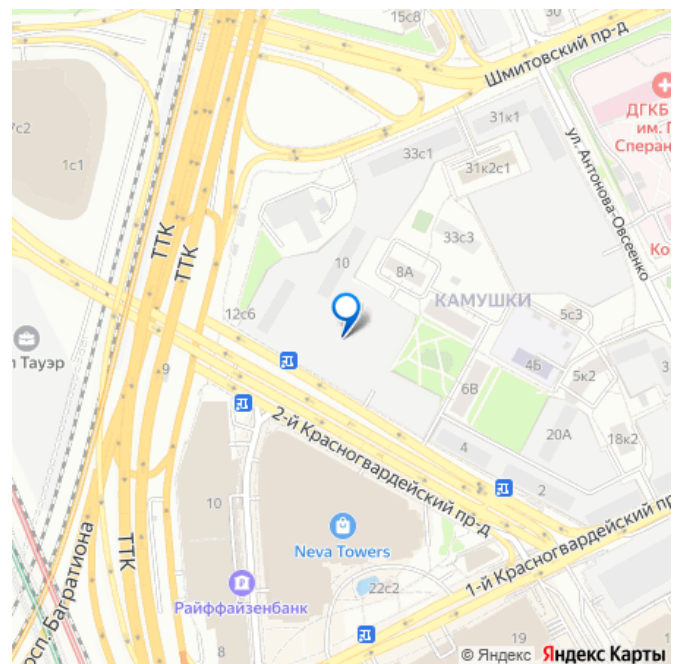 15с8
30
Шмитовский пр-д
7с2
31к1
ДГКБ
им. Г
Сперан
1с1
33с1
31к2с1
ул. Антонова-Овсеенко
ТТК
ТТК
33с3
Ко
10
8А
КАМУШКИ
12с6
5с3
л Тауэр
9
4Б
5к2
3
6В
2-й Красногвардейский пр-д
20А
18к2
4
10
2
Neva Towers
ТТК
1-й Красногвардейский пр
осп. Багратиона
Райффайзенбанк
22с2
8
19
© Яндекс Яндекс Карты